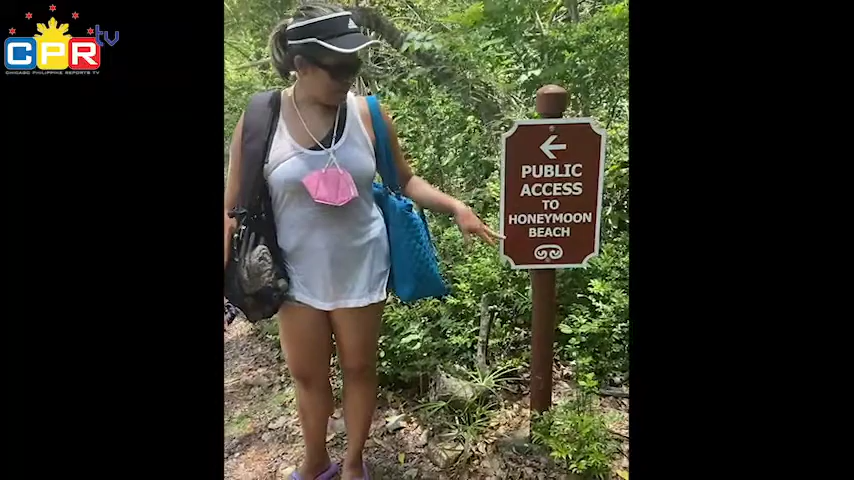 CPR tv
CHICAGO PHILIPPINE REPORTS TV
PUBLIC
ACCESS
TO
HONEYMOON
BEACH